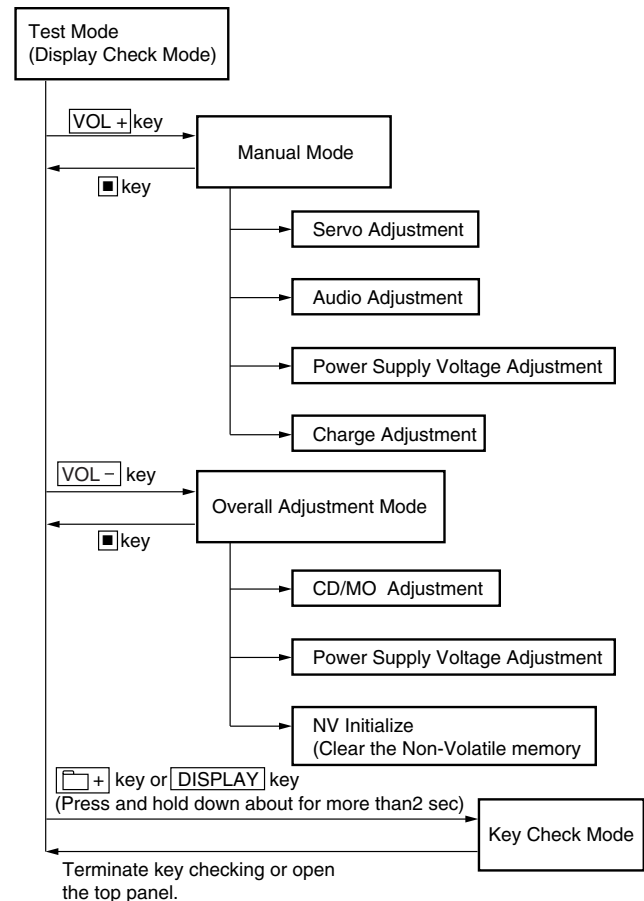 Test Mode
(Display Check Mode)
VOL + key
Manual Mode
■ key
Servo Adjustment
Audio Adjustment
Power Supply Voltage Adjustment
Charge Adjustment
VOL − key
Overall Adjustment Mode
■ key
CD/MO Adjustment
Power Supply Voltage Adjustment
NV Initialize
(Clear the Non-Volatile memory
+ key or DISPLAY key
(Press and hold down about for more than2 sec)
Key Check Mode
Terminate key checking or open
the top panel.